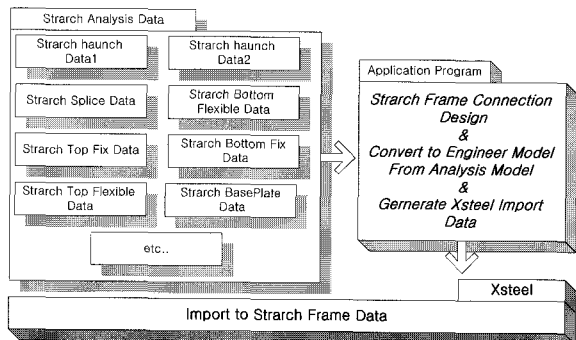 Strarch Analysis Data
Strarch haunch
Data1
Strarch haunch
Data2
Strarch Splice Data
Strarch Bottom
Flexible Data
Strarch Top Fix Data
Strarch Bottom Fix
Data
Strarch Top Flexible
Data
Strarch BasePlate
Data
etc..
Application Program
Strarch Frame Connection
Design
&
Convert to Engineer Model
From Analysis Model
&
Gernerate Xsteel Import
Data
Xsteel
Import to Strarch Frame Data